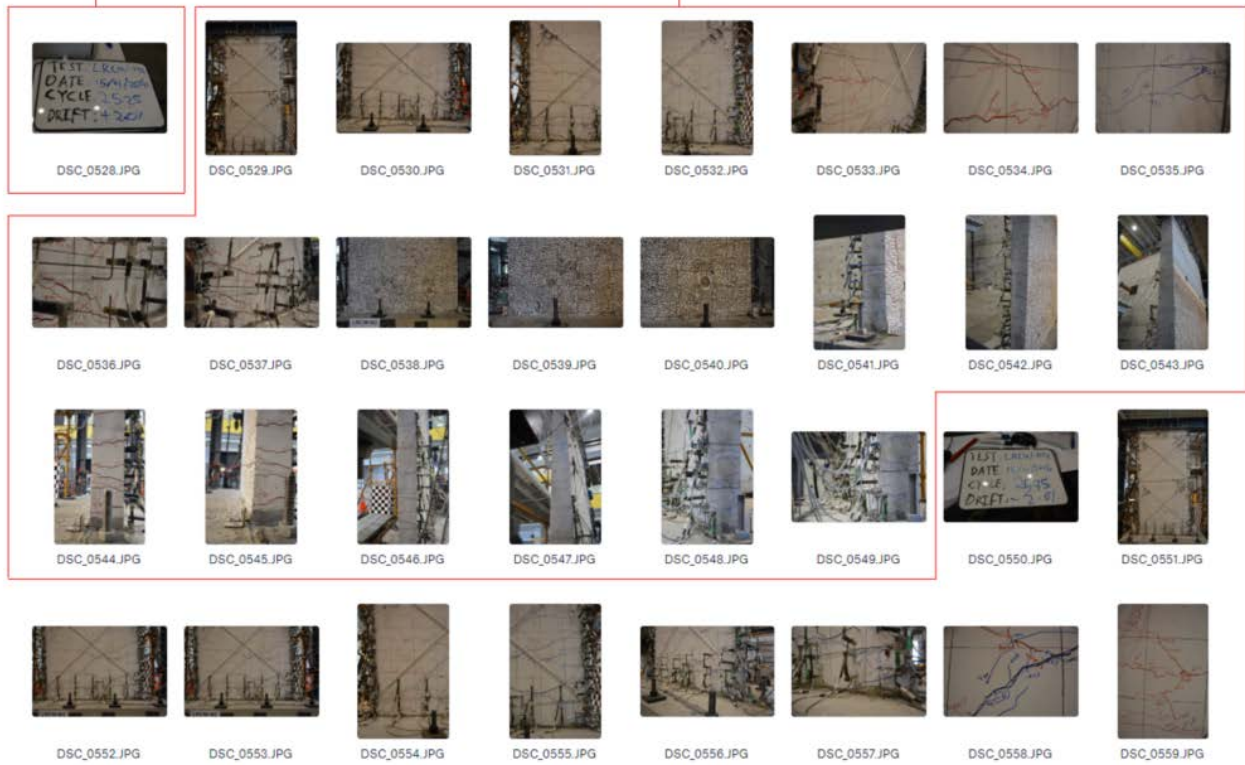 TEST
DATE
CYCLE
DRIFT:
DSC_0528.JPG DSC_0529.JPG DSC_0530.JPG DSC_0531.JPG DSC_0532.JPG DSC_0533.JPG DSC_0534.JPG DSC_0535.JPG
DSC_0536.JPG DSC_0537.JPG DSC_0538.JPG DSC_0539.JPG DSC_0540.JPG DSC_0541.JPG DSC_0542.JPG DSC_0543.JPG
TEST:
DATE
CYCLE,
DRIFT:
DSC_0544.JPG DSC_0545.JPG DSC_0546.JPG DSC_0547.JPG DSC_0548.JPG DSC_0549.JPG DSC_0550.JPG DSC_0551.JPG
DSC_0552.JPG DSC_0553.JPG DSC_0554.JPG DSC_0555.JPG DSC_0556.JPG DSC_0557.JPG DSC_0558.JPG DSC_0559.JPG